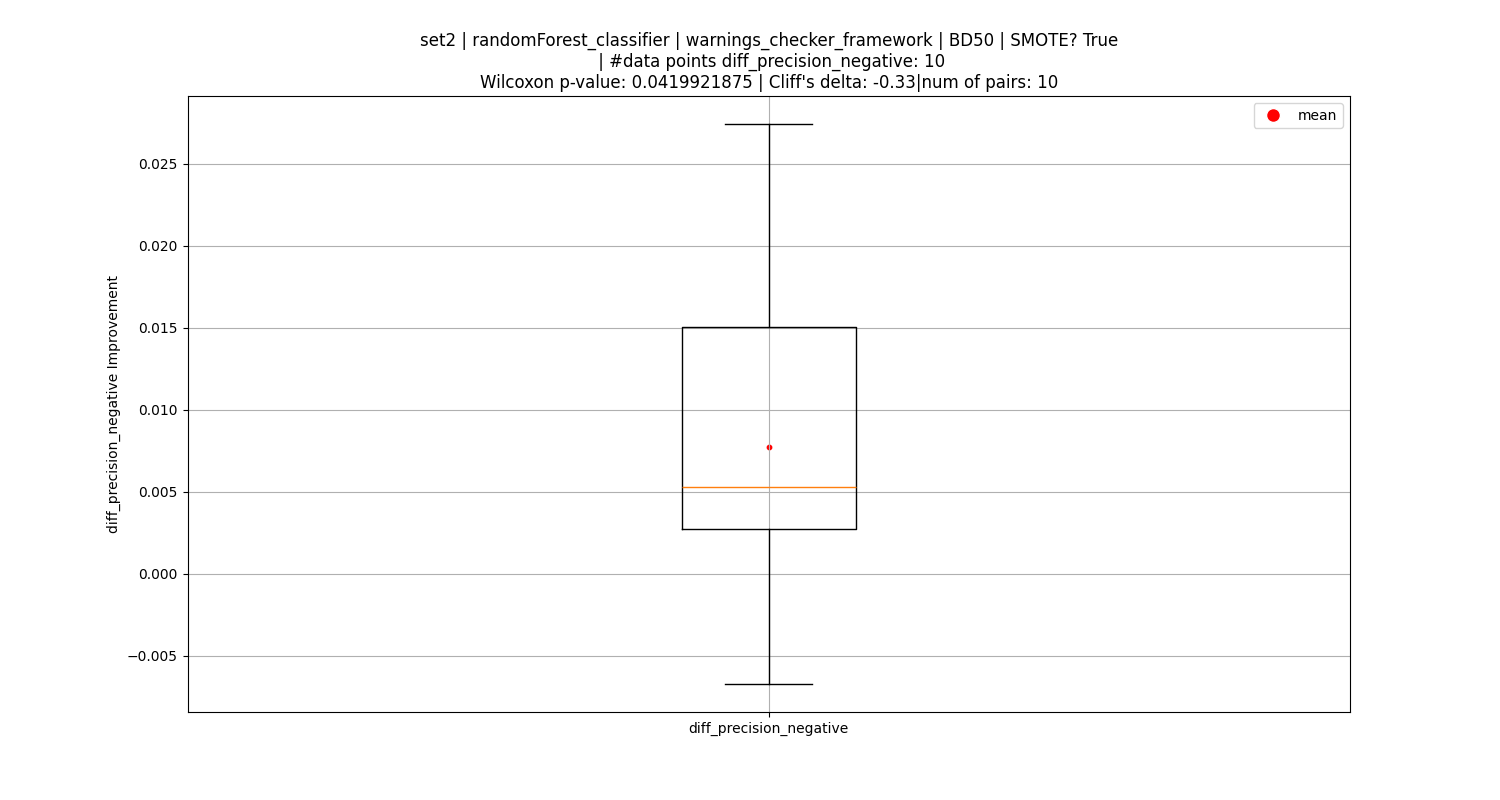 set2 | randomForest_classifier | warnings_checker_framework | BD50 | SMOTE? True
| #data points diff_precision_negative: 10
Wilcoxon p-value: 0.0419921875 | Cliff's delta: -0.33|num of pairs: 10
mean
0.025
0.020
0.015
0.010
0.005
0.000
−0.005
diff_precision_negative Improvement
diff_precision_negative